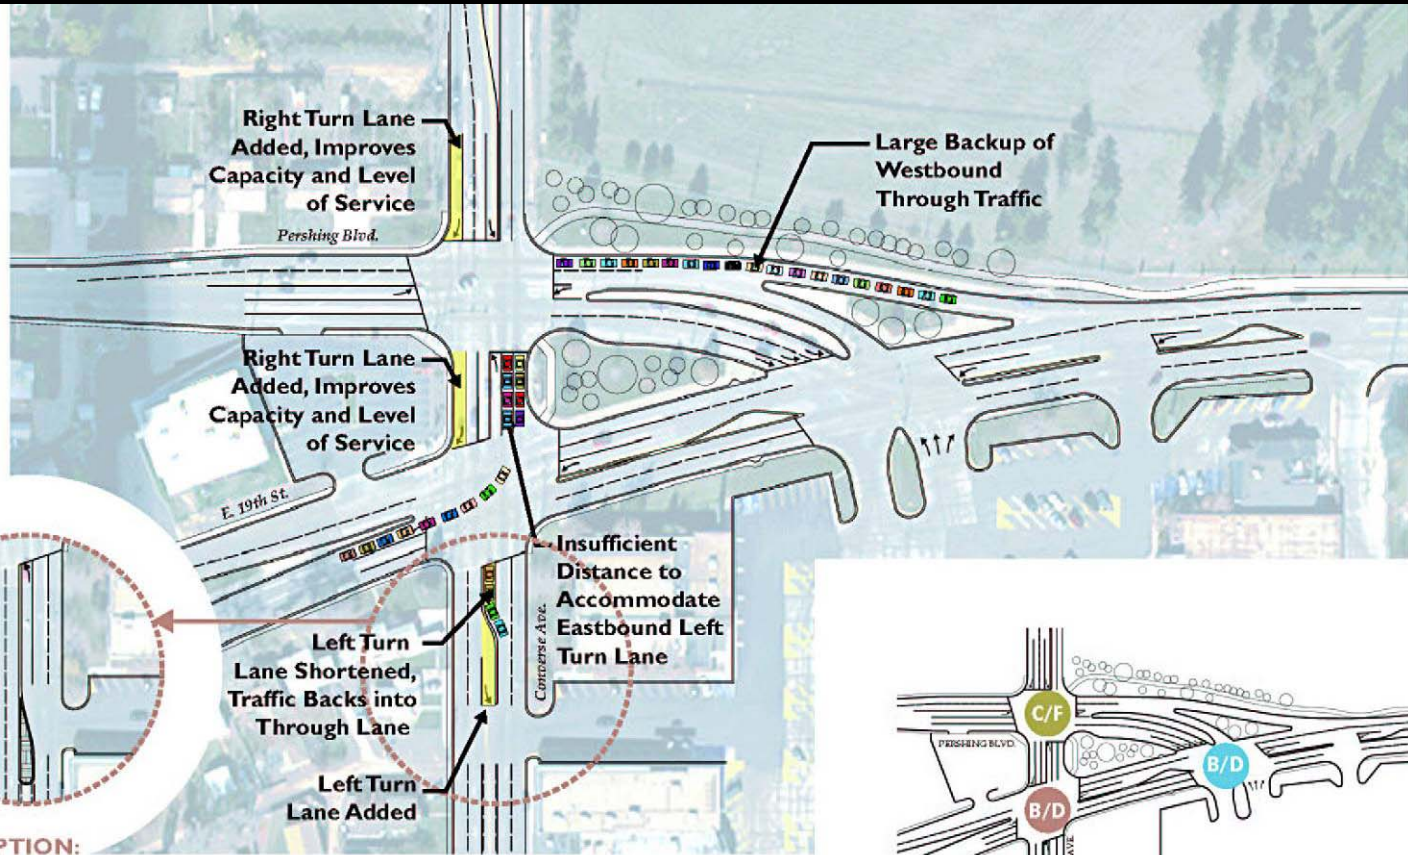 Right Turn Lane
Added, Improves
Capacity and Level
of Service
Pershing Blvd.
Large Backup of
Westbound
Through Traffic
Right Turn Lane
Added, Improves
Capacity and Level
of Service
E. 19th St.
Insufficient
Distance to
Accommodate
Eastbound Left
Turn Lane
Converse Ave.
Left Turn
Lane Shortened,
Traffic Backs into
Through Lane
Left Turn
Lane Added
PTION:
C/F
PERSHING BLVD.
B/D
B/D
AVE